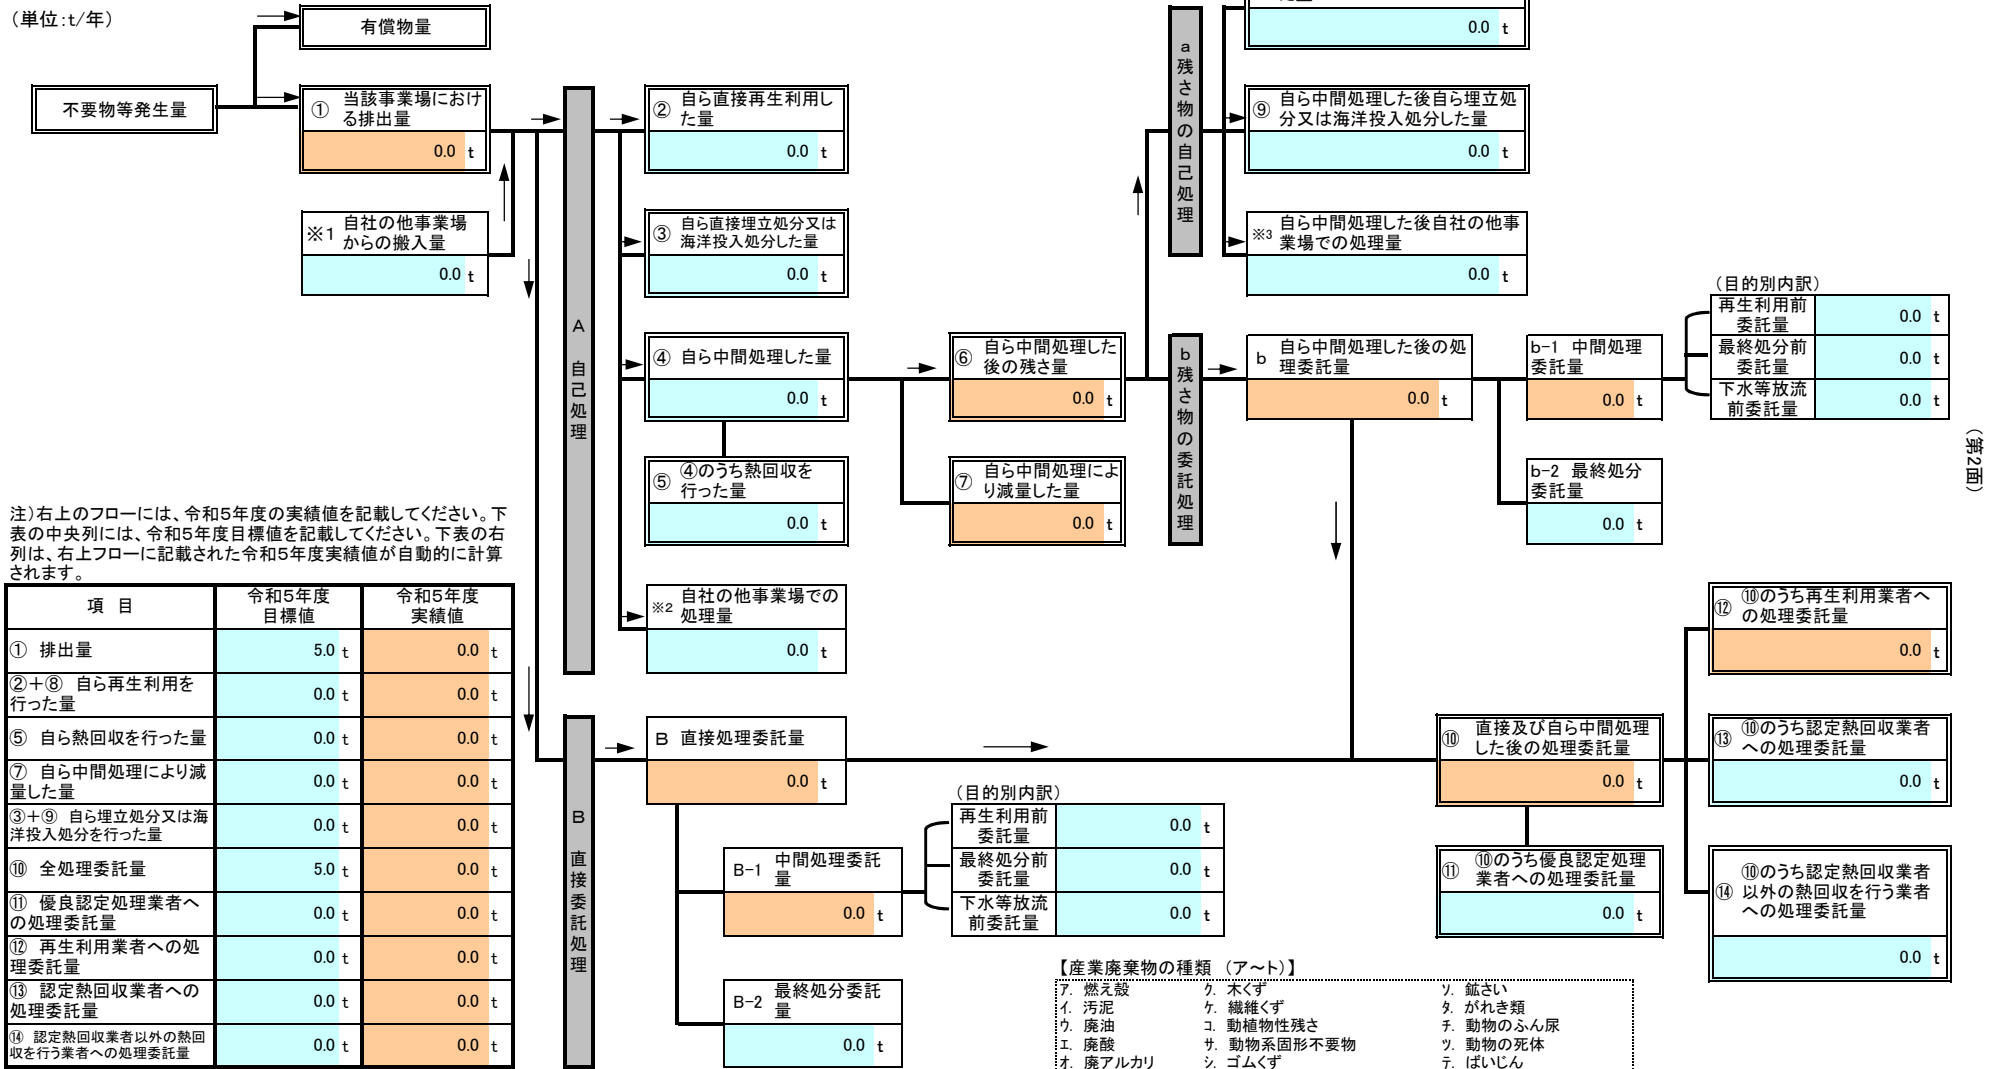 (単位:t/年)
有償物量
不要物等発生量
① 当該事業場におけ
る排出量
0.0 t
※1 自社の他事業場
からの搬入量
0.0 t
A 自己処理
② 自ら直接再生利用し
た量
0.0 t
③ 自ら直接埋立処分又は
海洋投入処分した量
0.0 t
④ 自ら中間処理した量
0.0 t
⑤ ④のうち熱回収を
行った量
0.0 t
※2 自社の他事業場での
処理量
0.0 t
⑥ 自ら中間処理した
後の残さ量
0.0 t
⑦ 自ら中間処理によ
り減量した量
0.0 t
a残さ物の自己処理
0.0 t
⑨ 自ら中間処理した後自ら埋立処
分又は海洋投入処分した量
0.0 t
※3 自ら中間処理した後自社の他事
業場での処理量
0.0 t
b残さ物の委託処理
b 自ら中間処理した後の処
理委託量
0.0 t
b-1 中間処理
委託量
0.0 t
b-2 最終処分
委託量
0.0 t
(目的別内訳)
再生利用前
委託量 0.0 t
最終処分前
委託量 0.0 t
下水等放流
前委託量 0.0 t
(第2面)
注)右上のフローには、令和5年度の実績値を記載してください。下
表の中央列には、令和5年度目標値を記載してください。下表の右
列は、右上フローに記載された令和5年度実績値が自動的に計算
されます。
項 目 令和5年度
目標値 令和5年度
実績値
① 排出量 5.0 t 0.0 t
②+⑧ 自ら再生利用を
行った量 0.0 t 0.0 t
⑤ 自ら熱回収を行った量 0.0 t 0.0 t
⑦ 自ら中間処理により減
量した量 0.0 t 0.0 t
③+⑨ 自ら埋立処分又は海
洋投入処分を行った量 0.0 t 0.0 t
⑩ 全処理委託量 5.0 t 0.0 t
⑪ 優良認定処理業者へ
の処理委託量 0.0 t 0.0 t
⑫ 再生利用業者への処
理委託量 0.0 t 0.0 t
⑬ 認定熱回収業者への
処理委託量 0.0 t 0.0 t
⑭ 認定熱回収業者以外の熱回
収を行う業者への処理委託量 0.0 t 0.0 t
B 直接委託処理
B 直接処理委託量
0.0 t
B-1 中間処理委託
量
0.0 t
B-2 最終処分委託
量
0.0 t
(目的別内訳)
再生利用前
委託量 0.0 t
最終処分前
委託量 0.0 t
下水等放流
前委託量 0.0 t
⑩ 直接及び自ら中間処理
した後の処理委託量
0.0 t
⑪ ⑩のうち優良認定処理
業者への処理委託量
0.0 t
⑫ ⑩のうち再生利用業者へ
の処理委託量
0.0 t
⑬ ⑩のうち認定熱回収業者
への処理委託量
0.0 t
⑭ ⑩のうち認定熱回収業者
以外の熱回収を行う業者
への処理委託量
0.0 t
【産業廃棄物の種類 (ア~ト)】
ア. 燃え殻 ク. 木くず ソ. 鉱さい
イ. 汚泥 ケ. 繊維くず タ. がれき類
ウ. 廃油 コ. 動植物性残さ チ. 動物のふん尿
エ. 廃酸 サ. 動物系固形不要物 ツ. 動物の死体
オ. 廃アルカリ シ. ゴムくず テ. ばいじん